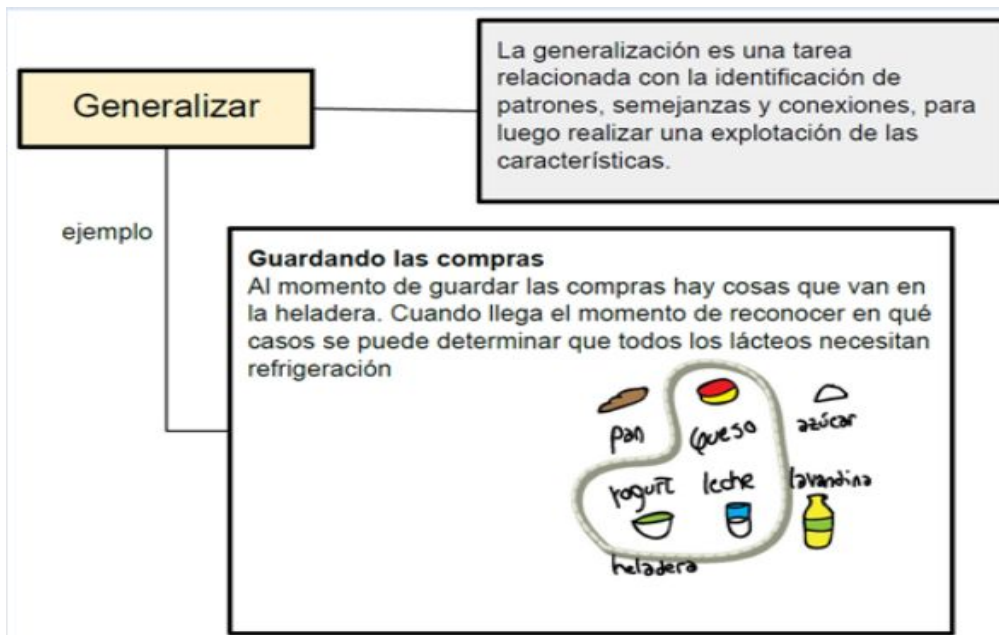 Generalizar
La generalización es una tarea
relacionada con la identificación de
patrones, semejanzas y conexiones, para
luego realizar una explotación de las
características.
ejemplo
Guardando las compras
Al momento de guardar las compras hay cosas que van en
la heladera. Cuando llega el momento de reconocer en qué
casos se puede determinar que todos los lácteos necesitan
refrigeración
pan
queso
azúcar
yogurt
leche
lavandina
heladera